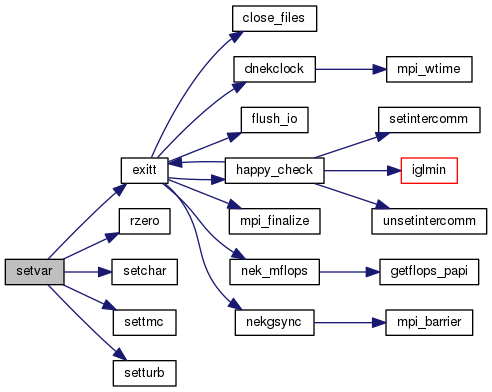 close_files
dnekclock
mpi_wtime
flush_io
setintercomm
exitt
happy_check
iglmin
rzero
mpi_finalize
unsetintercomm
setvar
setchar
nek_mflops
getflops_papi
settmc
nekgsync
mpi_barrier
setturb